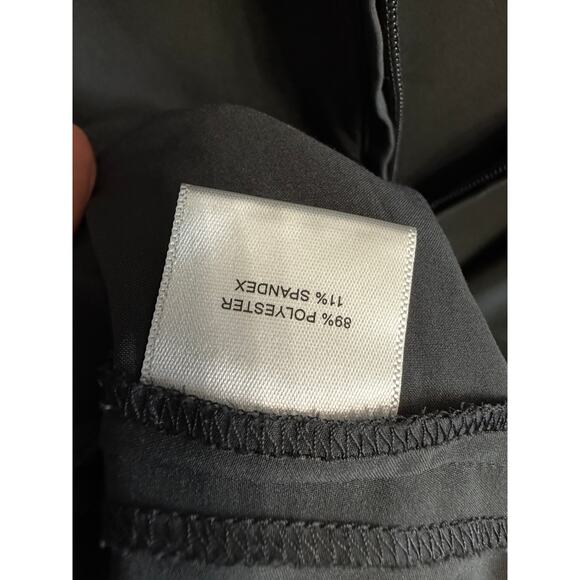 89% POLYESTER
11% SPANDEX